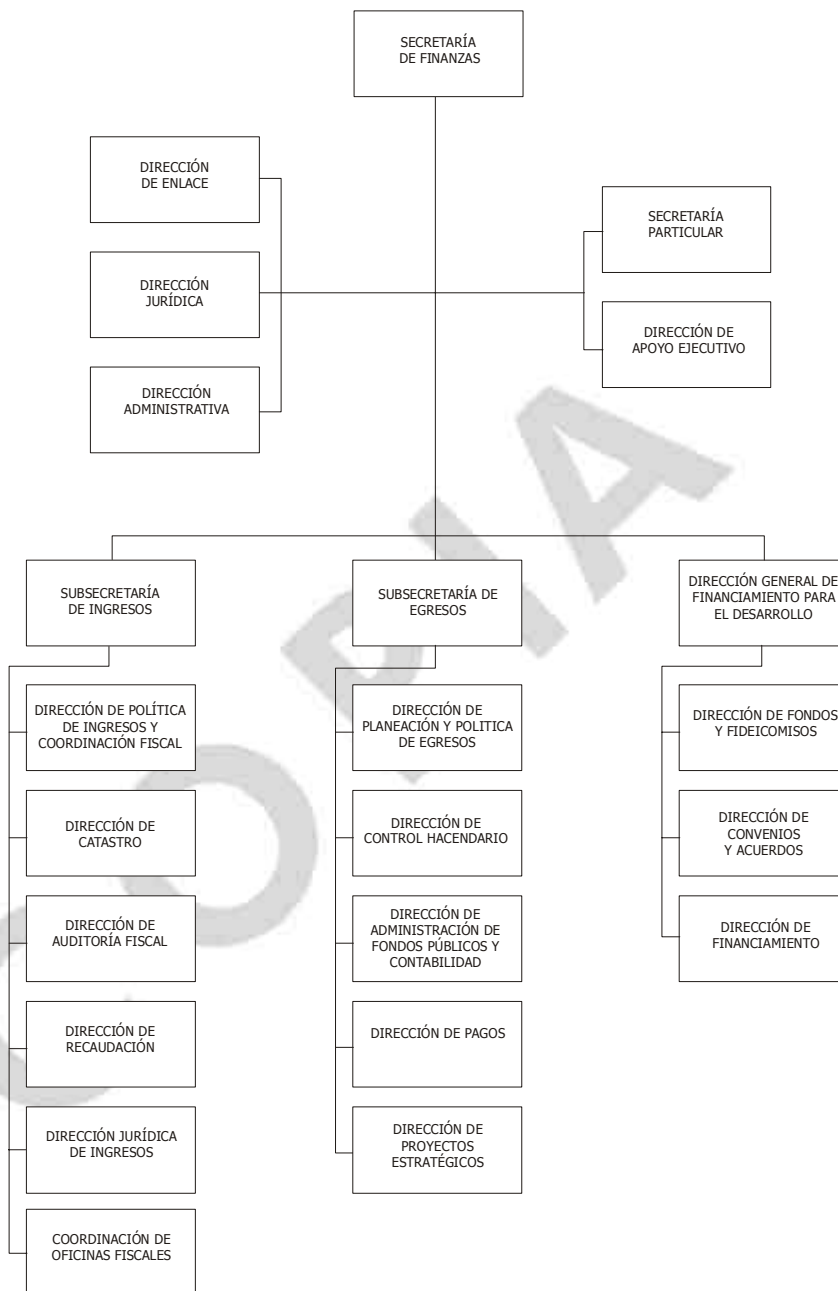 SECRETARÍA
DE FINANZAS
DIRECCIÓN
DE ENLACE
SECRETARÍA
PARTICULAR
DIRECCIÓN
JURÍDICA
DIRECCIÓN DE
APOYO EJECUTIVO
DIRECCIÓN
ADMINISTRATIVA
SUBSECRETARÍA
DE INGRESOS
SUBSECRETARÍA DE
EGRESOS
DIRECCIÓN GENERAL DE
FINANCIAMIENTO PARA
EL DESARROLLO
DIRECCIÓN DE POLÍTICA
DE INGRESOS Y
COORDINACIÓN FISCAL
DIRECCIÓN DE
PLANEACIÓN Y POLITICA
DE EGRESOS
DIRECCIÓN DE FONDOS
Y FIDEICOMISOS
DIRECCIÓN DE
CATASTRO
DIRECCIÓN DE
CONTROL HACENDARIO
DIRECCIÓN DE
CONVENIOS
Y ACUERDOS
DIRECCIÓN DE
AUDITORÍA FISCAL
DIRECCIÓN DE
ADMINISTRACIÓN DE
FONDOS PÚBLICOS Y
CONTABILIDAD
DIRECCIÓN DE
FINANCIAMIENTO
DIRECCIÓN DE
RECAUDACIÓN
DIRECCIÓN DE PAGOS
DIRECCIÓN JURÍDICA
DE INGRESOS
DIRECCIÓN DE
PROYECTOS
ESTRATÉGICOS
COORDINACIÓN DE
OFICINAS FISCALES
COPIA